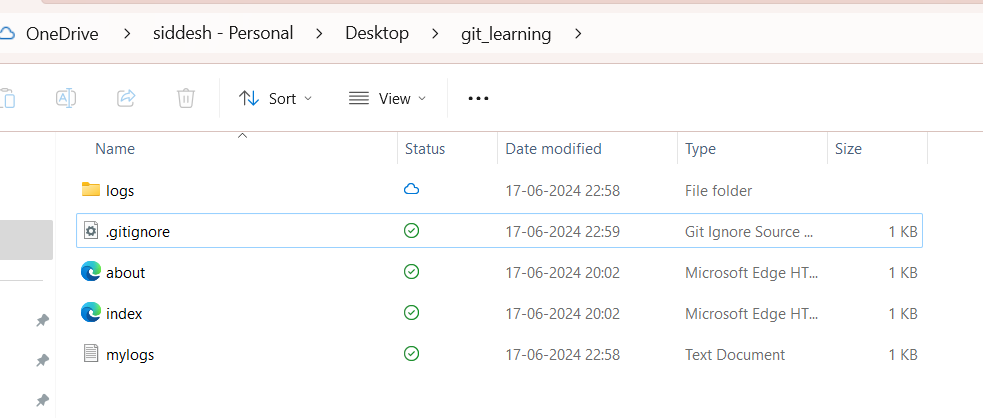 OneDrive > siddesh - Personal > Desktop > git_learning >
Sort View ...
Name Status Date modified Type Size
logs 17-06-2024 22:58 File folder
.gitignore 17-06-2024 22:59 Git Ignore Source ... 1 KB
about 17-06-2024 20:02 Microsoft Edge HT... 1 KB
index 17-06-2024 20:02 Microsoft Edge HT... 1 KB
mylogs 17-06-2024 22:58 Text Document 1 KB